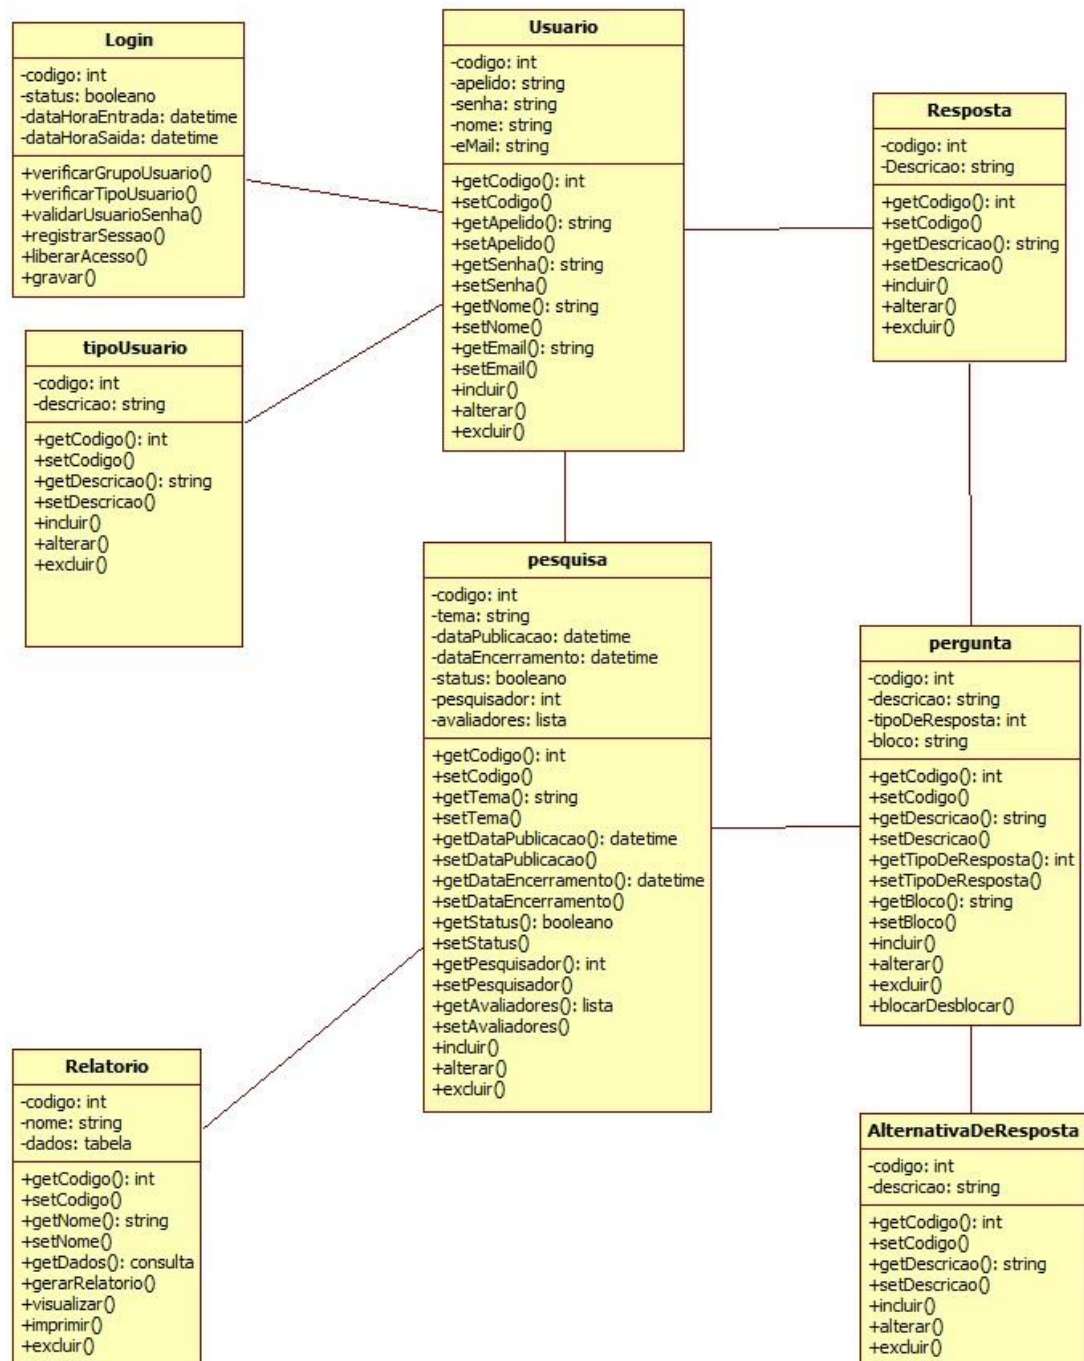 Login
-codigo: int
-status: booleano
-dataHoraEntrada: datetime
-dataHoraSaida: datetime
+verificarGrupoUsuario()
+verificarTipoUsuario()
+validarUsuarioSenha()
+registrarSessao()
+liberarAcesso()
+gravar()
Usuario
-codigo: int
-apelido: string
-senha: string
-nome: string
-eMail: string
+getCodigo(): int
+setCodigo()
+getApelido(): string
+setApelido()
+getSenha(): string
+setSenha()
+getNome(): string
+setNome()
+getEmail(): string
+setEmail()
+incluir()
+alterar()
+excluir()
Resposta
-codigo: int
-Descricao: string
+getCodigo(): int
+setCodigo()
+getDescricao(): string
+setDescricao()
+incluir()
+alterar()
+excluir()
tipoUsuario
-codigo: int
-descricao: string
+getCodigo(): int
+setCodigo()
+getDescricao(): string
+setDescricao()
+incluir()
+alterar()
+excluir()
pesquisa
-codigo: int
-tema: string
-dataPublicacao: datetime
-dataEncerramento: datetime
-status: booleano
-pesquisador: int
-avaliadores: lista
+getCodigo(): int
+setCodigo()
+getTema(): string
+setTema()
+getDataPublicacao(): datetime
+setDataPublicacao()
+getDataEncerramento(): datetime
+setDataEncerramento()
+getStatus(): booleano
+setStatus()
+getPesquisador(): int
+setPesquisador()
+getAvaliadores(): lista
+setAvaliadores()
+incluir()
+alterar()
+excluir()
pergunta
-codigo: int
-descricao: string
-tipoDeResposta: int
-bloco: string
+getCodigo(): int
+setCodigo()
+getDescricao(): string
+setDescricao()
+getTipoDeResposta(): int
+setTipoDeResposta()
+getBloco(): string
+setBloco()
+incluir()
+alterar()
+excluir()
+blocarDesblocar()
Relatorio
-codigo: int
-nome: string
-dados: tabela
+getCodigo(): int
+setCodigo()
+getNome(): string
+setNome()
+getDados(): consulta
+gerarRelatorio()
+visualizar()
+imprimir()
+excluir()
AlternativaDeResposta
-codigo: int
-descricao: string
+getCodigo(): int
+setCodigo()
+getDescricao(): string
+setDescricao()
+incluir()
+alterar()
+excluir()